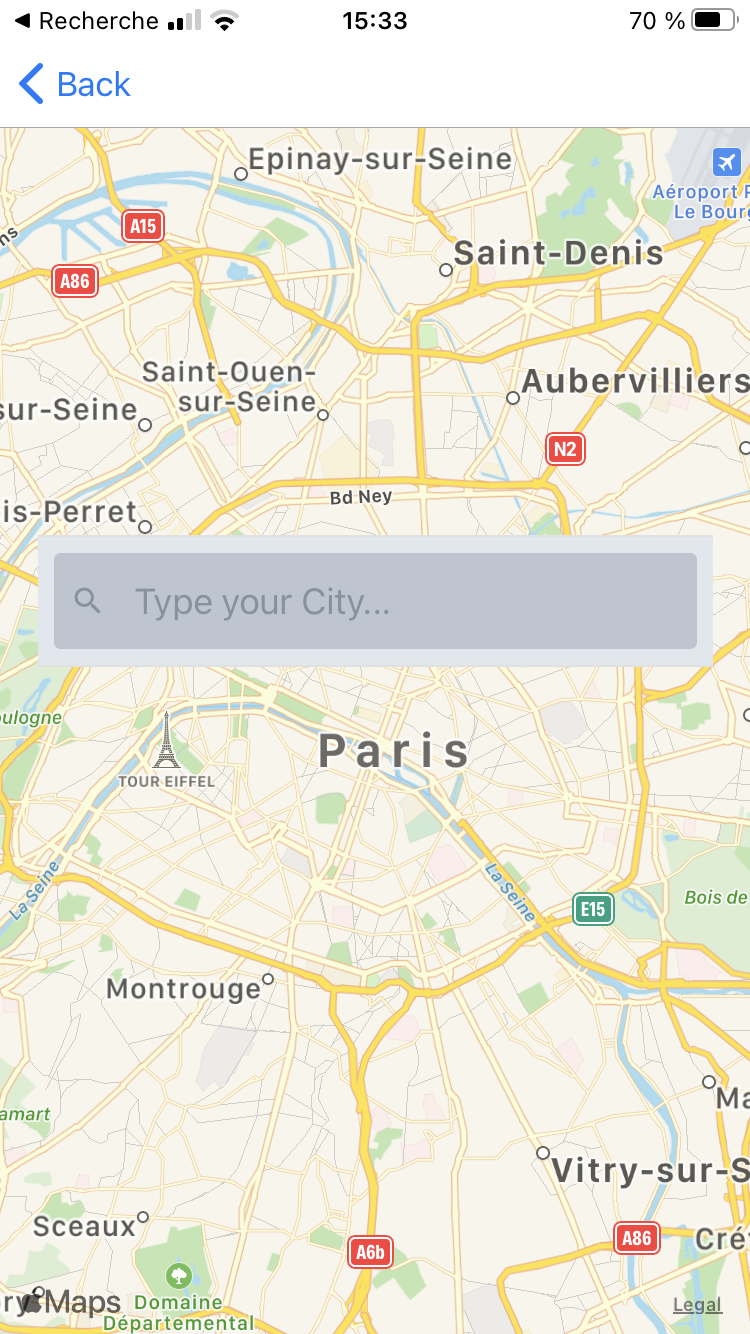 Recherche 15:33 70 %
Back
Epinay-sur-Seine
Aéroport
Le Bourg
A15
Saint-Denis
A86
Saint-Ouen-
sur-Seine
Aubervilliers
sur-Seine
N2
Bd Ney
is-Perret
Type your City...
oulogne
Paris
TOUR EIFFEL
La Seine
La Seine
Bois de
E15
Montrouge
amart
Ma
Vitry-sur-S
Sceaux
A86
Cré
A6b
ry
Maps
Legal
Domaine
Départemental